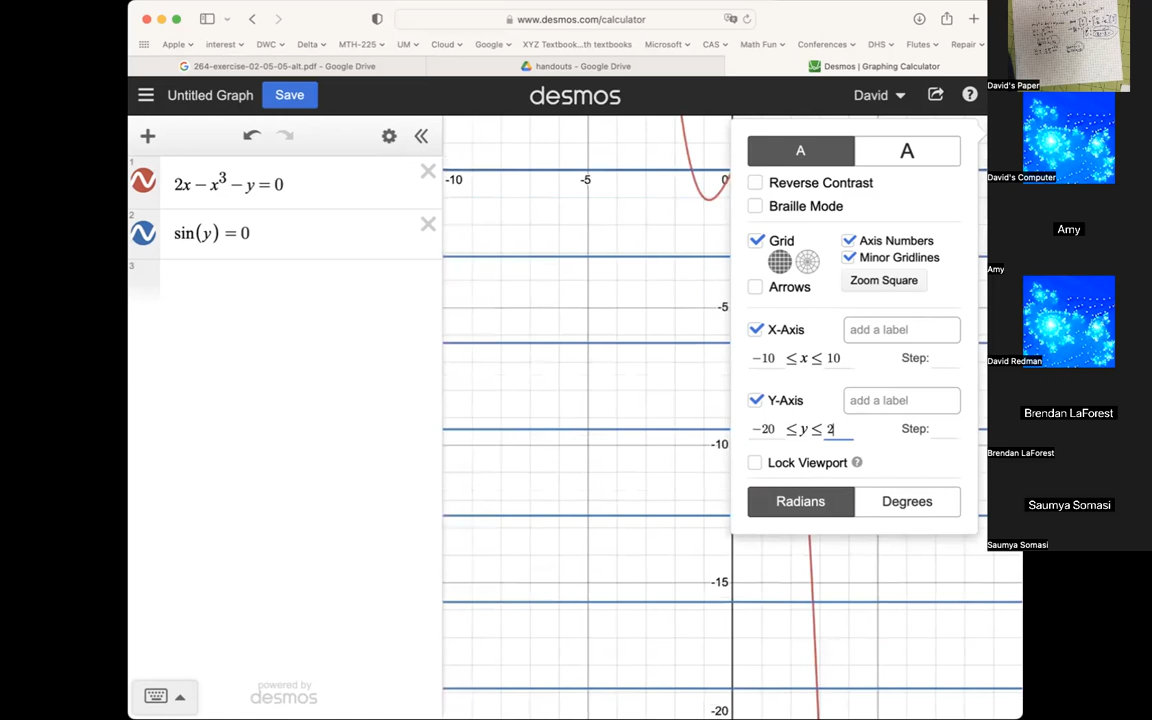 www.desmos.com/calculator
Apple
interest
DWC
Delta
MTH-225
UM
Cloud
Google
XYZ Textbook...th textbooks
Microsoft
CAS
Math Fun
Conferences
DHS
Flutes
Repair
264-exercise-02-05-05-alt.pdf - Google Drive
handouts - Google Drive
Desmos | Graphing Calculator
Untitled Graph
Save
desmos
David
1
2x − x³ − y = 0
2
sin(y) = 0
3
powered by
desmos
-10
-5
0
-5
-10
-15
-20
A
A
Reverse Contrast
Braille Mode
Grid
Axis Numbers
Minor Gridlines
Arrows
Zoom Square
X-Axis
add a label
−10 ≤ x ≤ 10
Step:
Y-Axis
add a label
−20 ≤ y ≤ 2
Step:
Lock Viewport
Radians
Degrees
David's Paper
David's Computer
Amy
Amy
David Redman
Brendan LaForest
Brendan LaForest
Saumya Somasi
Saumya Somasi